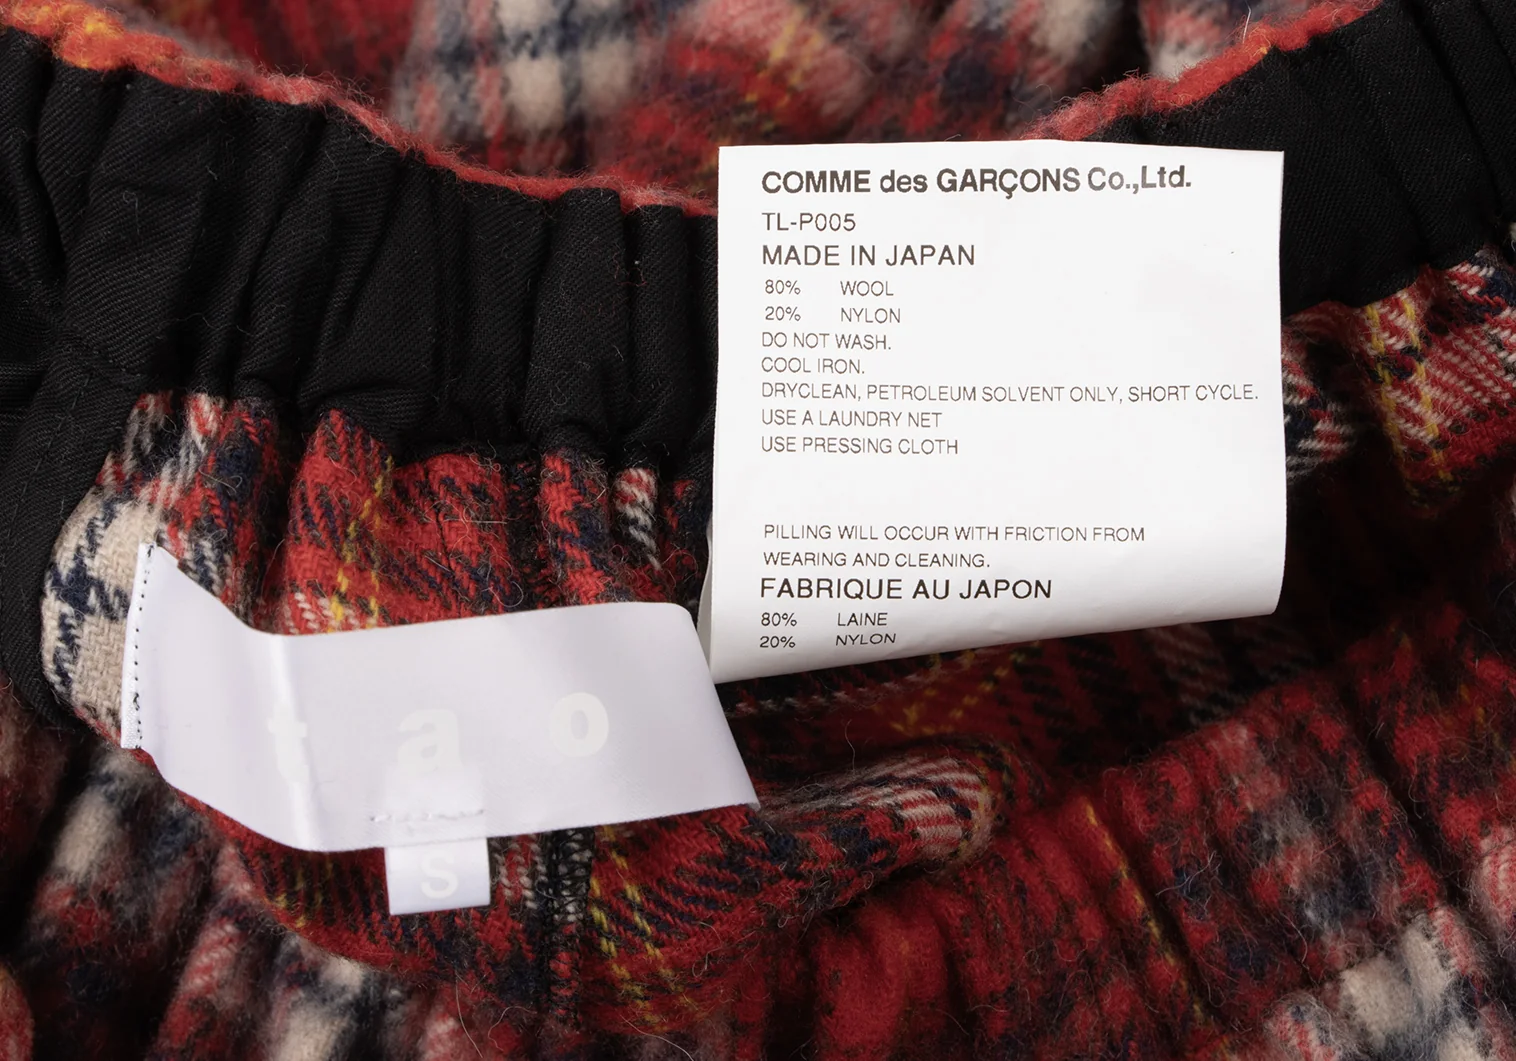 COMME des GARÇONS Co.,Ltd.
TL-P005
MADE IN JAPAN
80% WOOL
20% NYLON
DO NOT WASH.
COOL IRON.
DRYCLEAN, PETROLEUM SOLVENT ONLY, SHORT CYCLE.
USE A LAUNDRY NET
USE PRESSING CLOTH
PILLING WILL OCCUR WITH FRICTION FROM
WEARING AND CLEANING.
FABRIQUE AU JAPON
80% LAINE
20% NYLON
tao
S